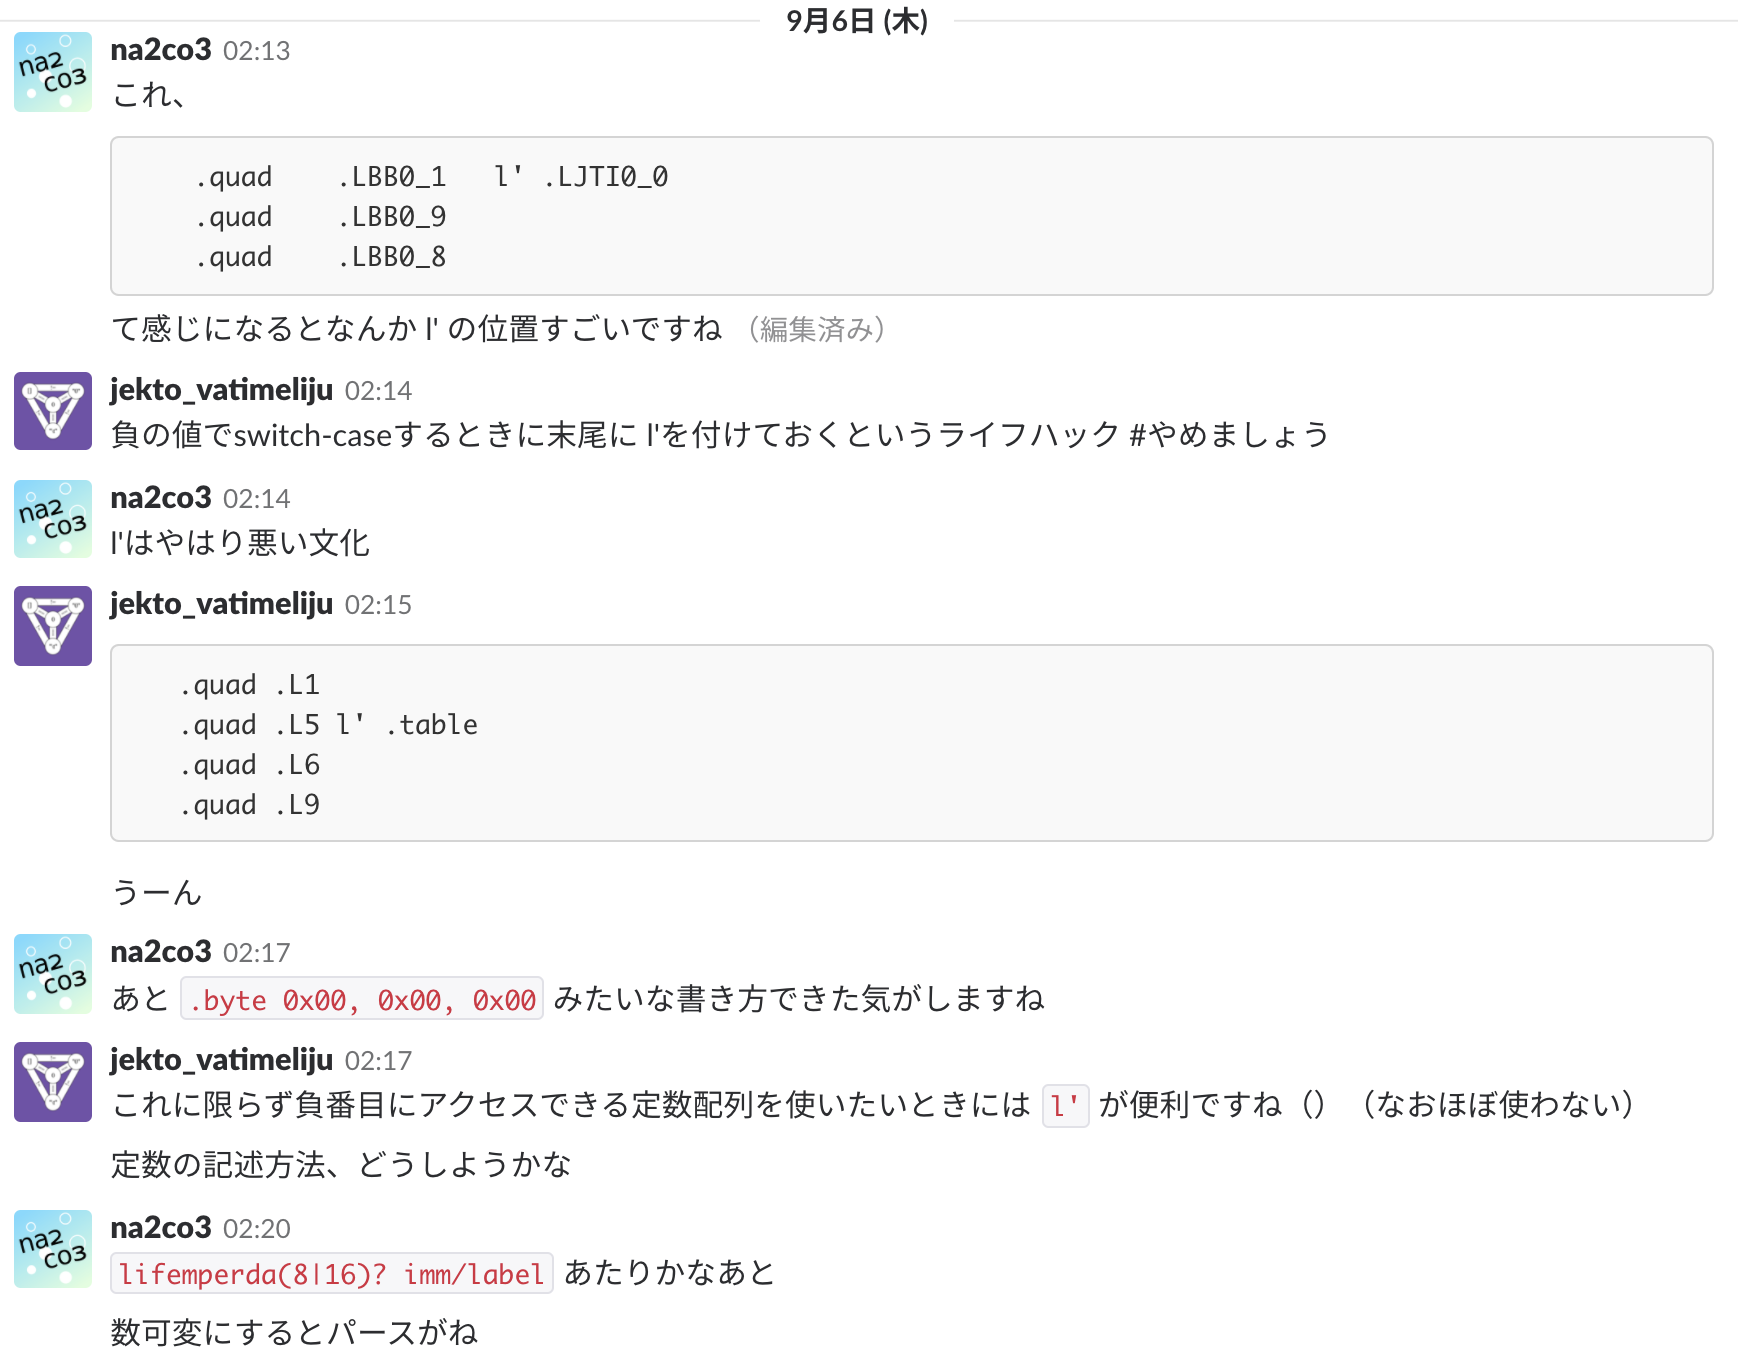 9月6日 (木)
na2co3 02:13
これ、
.quad .LBB0_1 l' .LJTI0_0
.quad .LBB0_9
.quad .LBB0_8
て感じになるとなんか l' の位置すごいですね （編集済み）
jekto_vatimeliju 02:14
負の値でswitch-caseするときに末尾に l'を付けておくというライフハック #やめましょう
na2co3 02:14
l'はやはり悪い文化
jekto_vatimeliju 02:15
.quad .L1
.quad .L5 l' .table
.quad .L6
.quad .L9
うーん
na2co3 02:17
あと .byte 0x00, 0x00, 0x00 みたいな書き方できた気がしますね
jekto_vatimeliju 02:17
これに限らず負番目にアクセスできる定数配列を使いたいときには l' が便利ですね（）（なおほぼ使わない）
定数の記述方法、どうしようかな
na2co3 02:20
lifemperda(8|16)? imm/label あたりかなあと
数可変にするとパースがね